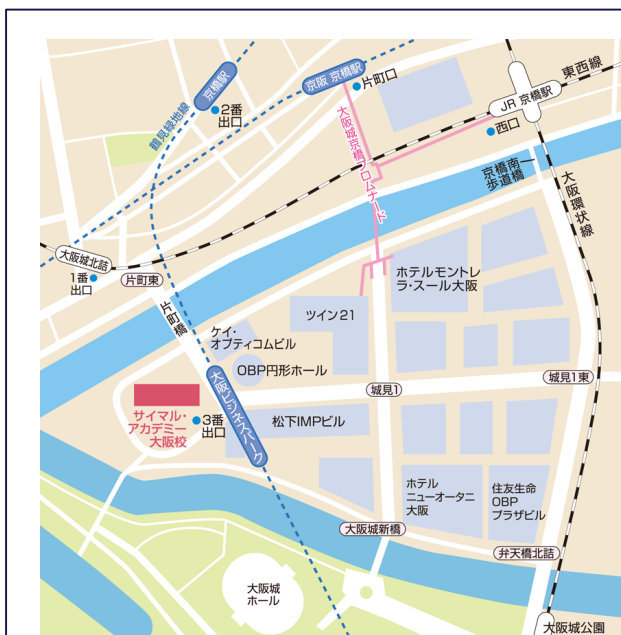 京橋駅
2番
出口
鶴見緑地線
京阪 京橋駅
片町口
東西線
JR 京橋駅
西口
大阪城京橋プロムナード
京橋南
歩道橋
大阪環状線
大阪城北詰
1番
出口
片町東
片町橋
ホテルモントレ
ラ・スール大阪
ツイン21
ケイ・
オプティコムビル
OBP円形ホール
大阪ビジネスパーク
城見1
城見1東
サイマル・
アカデミー
大阪校
3番
出口
松下IMPビル
ホテル
ニューオータニ
大阪
住友生命
OBP
プラザビル
大阪城新橋
弁天橋北詰
大阪城
ホール
大阪城公園